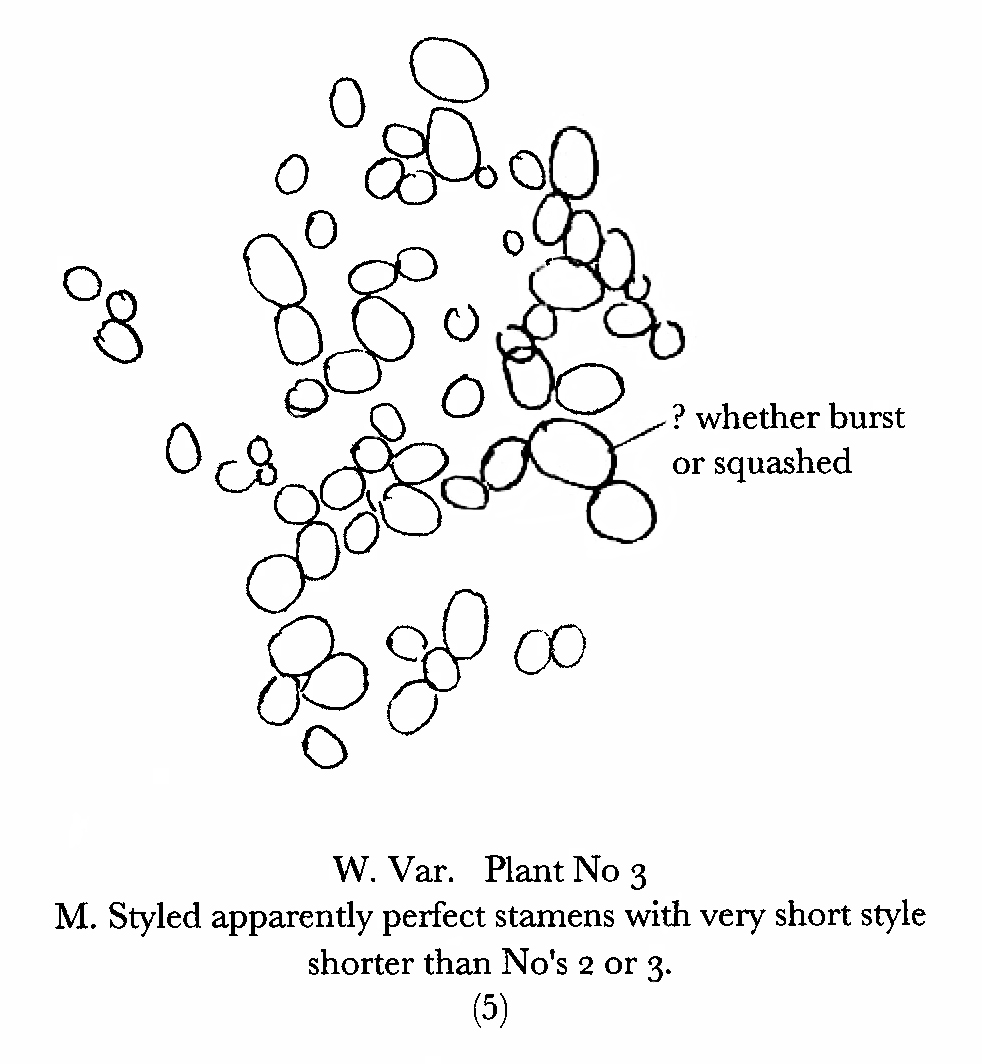 ? whether burst
or squashed
W. Var. Plant No 3
M. Styled apparently perfect stamens with very short style
shorter than No's 2 or 3.
(5)